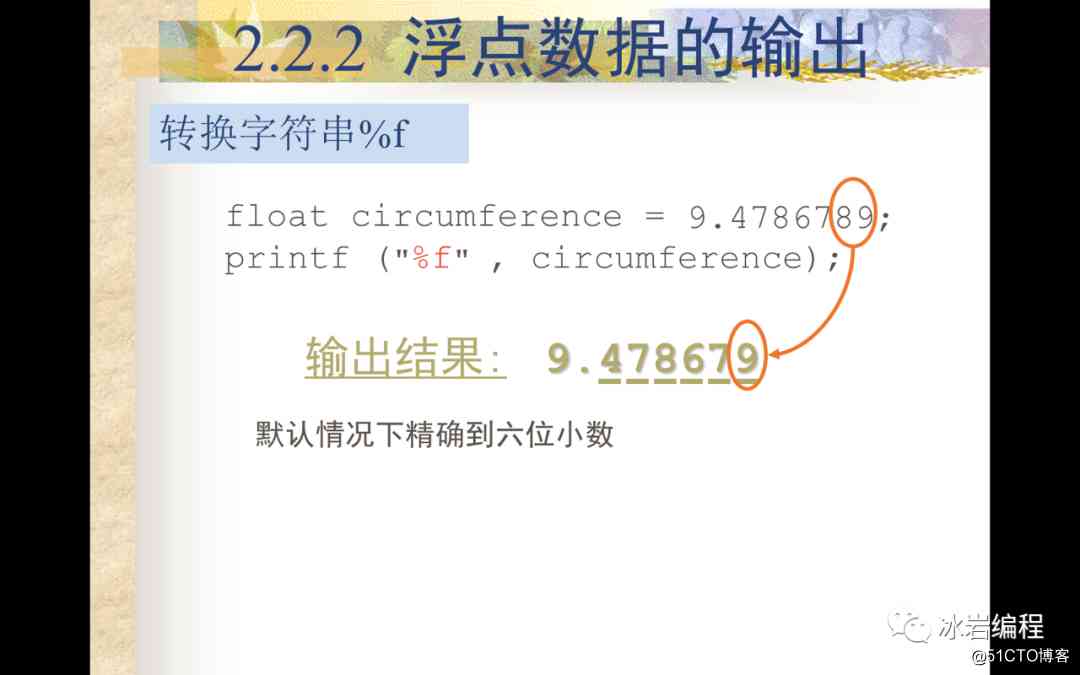 2.2.2 浮点数据的输出
转换字符串%f
float circumference = 9.4786789;
printf ("%f" , circumference);
输出结果: 9.478679
默认情况下精确到六位小数
冰岩编程
@51CTO博客